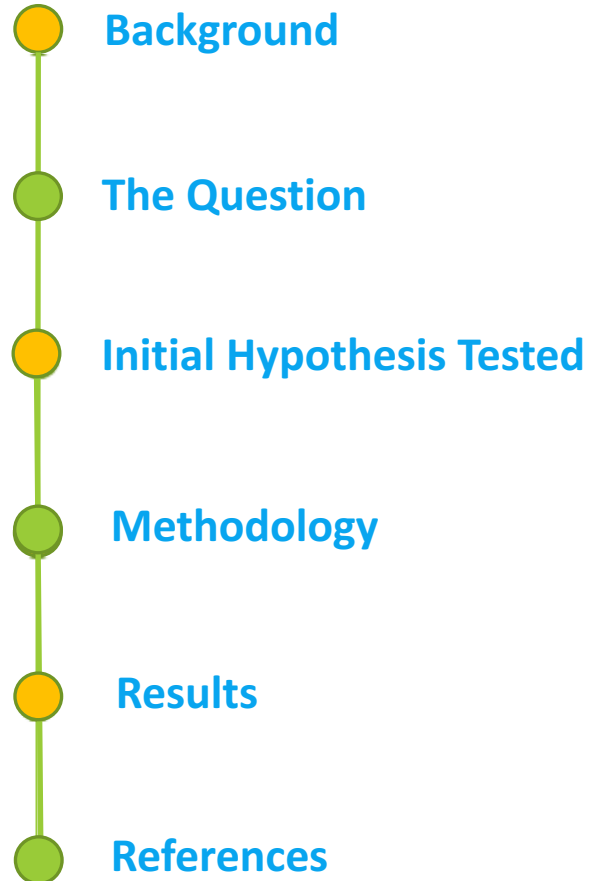 Background
The Question
Initial Hypothesis Tested
Methodology
Results
References